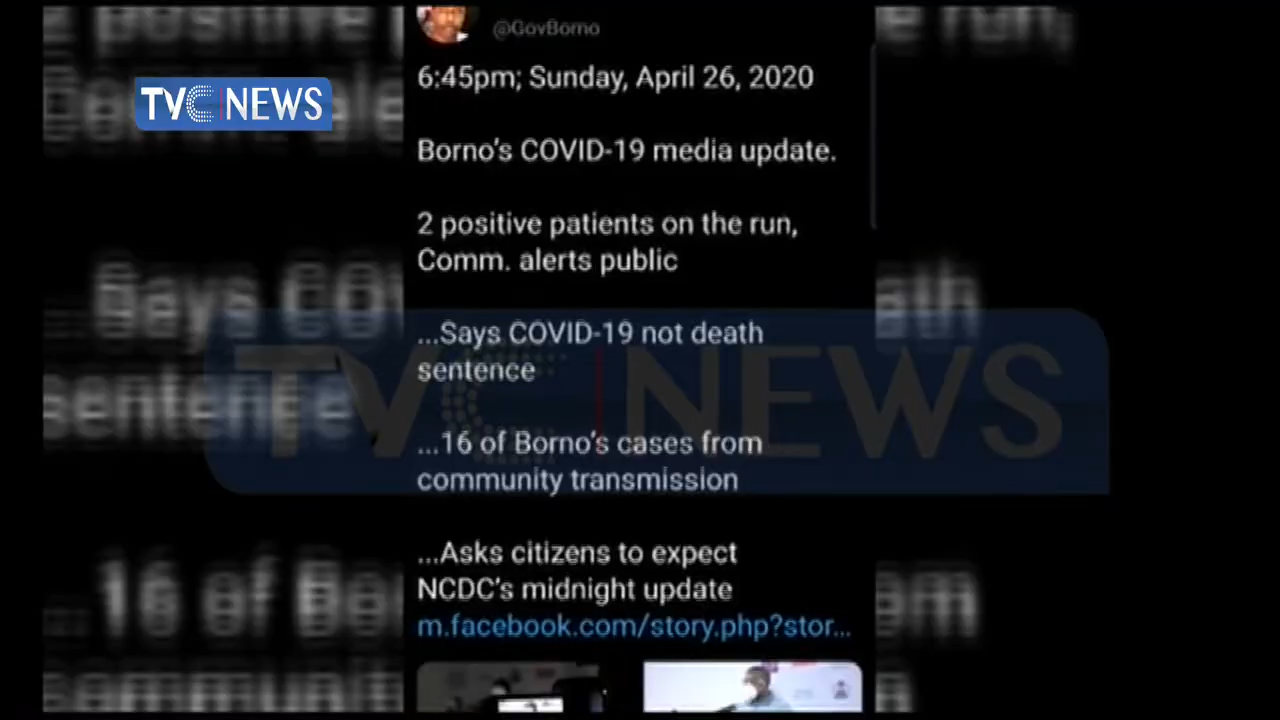 @GovBorno
6:45pm; Sunday, April 26, 2020
TVC NEWS
Borno's COVID-19 media update.
2 positive patients on the run,
Comm. alerts public
...Says COVID-19 not death
sentence
TVC NEWS
...16 of Borno's cases from
community transmission
...Asks citizens to expect
NCDC's midnight update
m.facebook.com/story.php?stor...